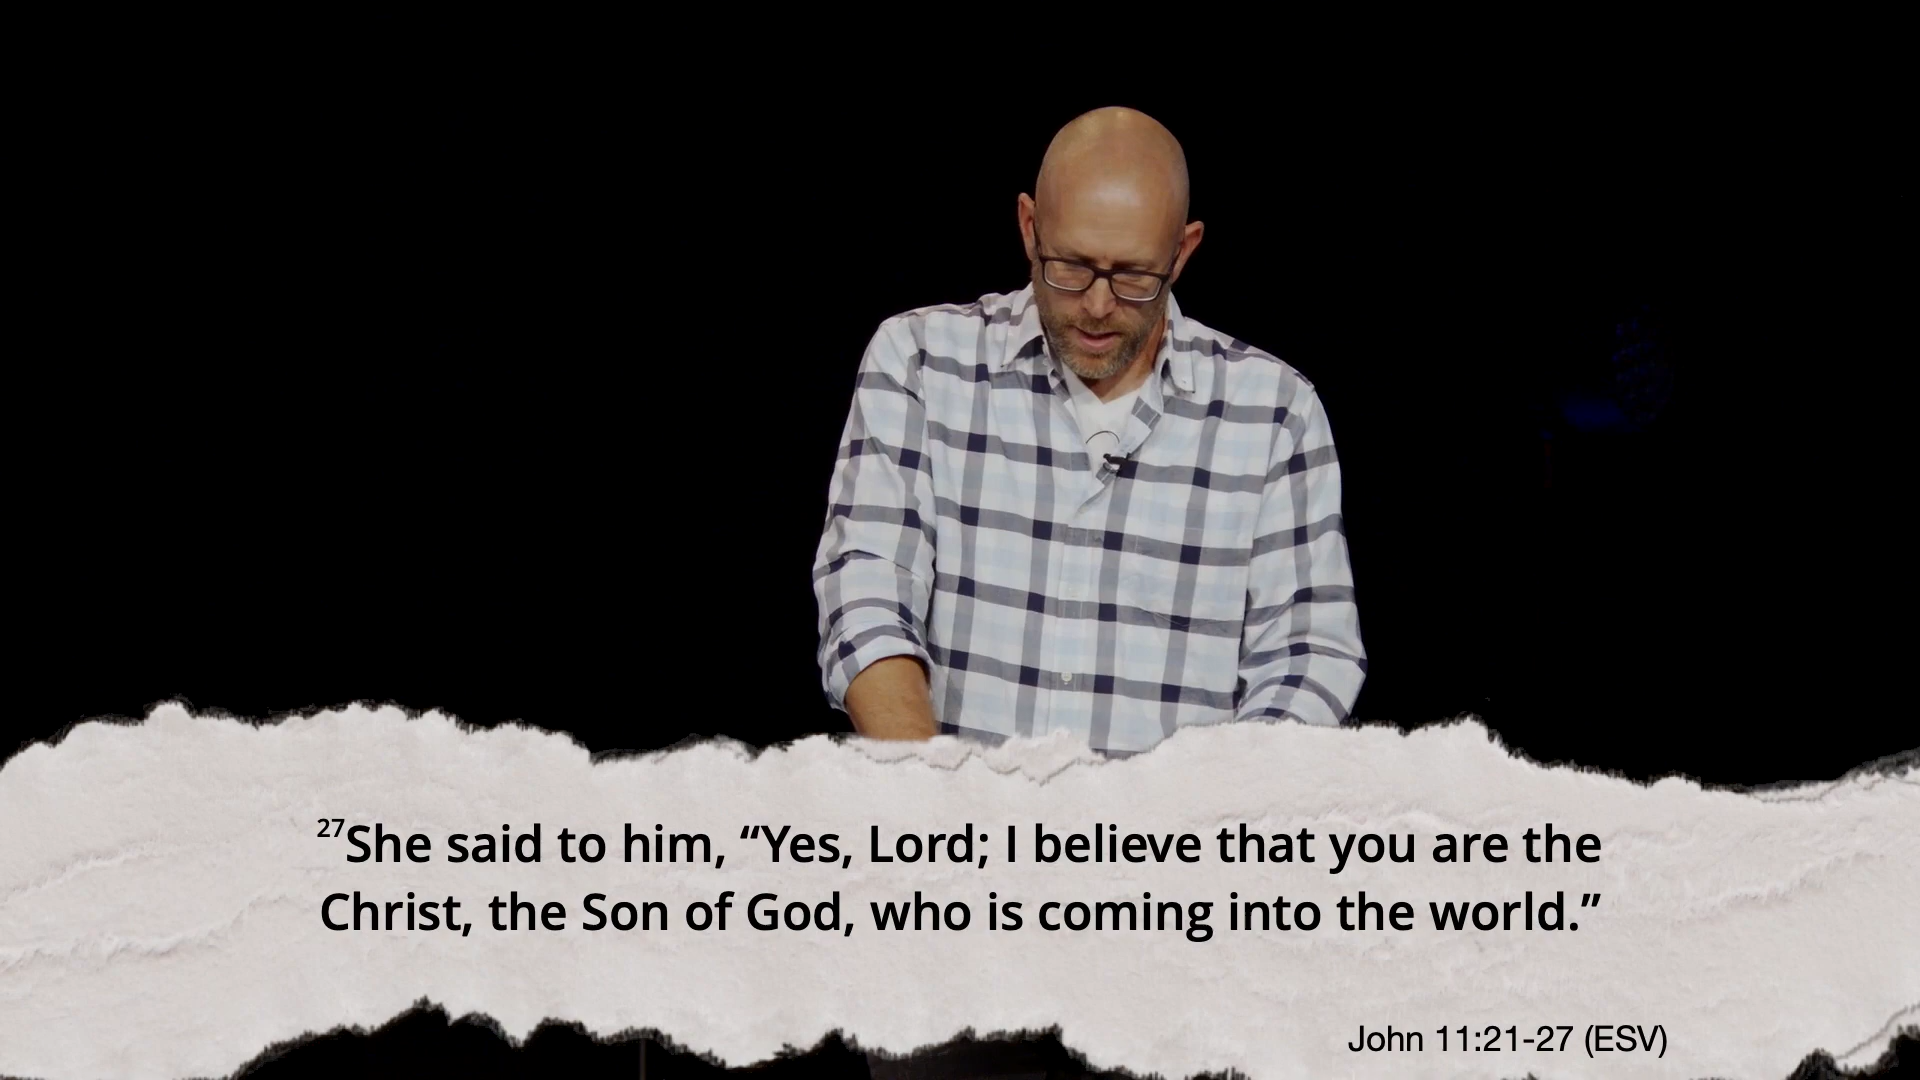 27She said to him, “Yes, Lord; I believe that you are the
Christ, the Son of God, who is coming into the world.”
John 11:21-27 (ESV)